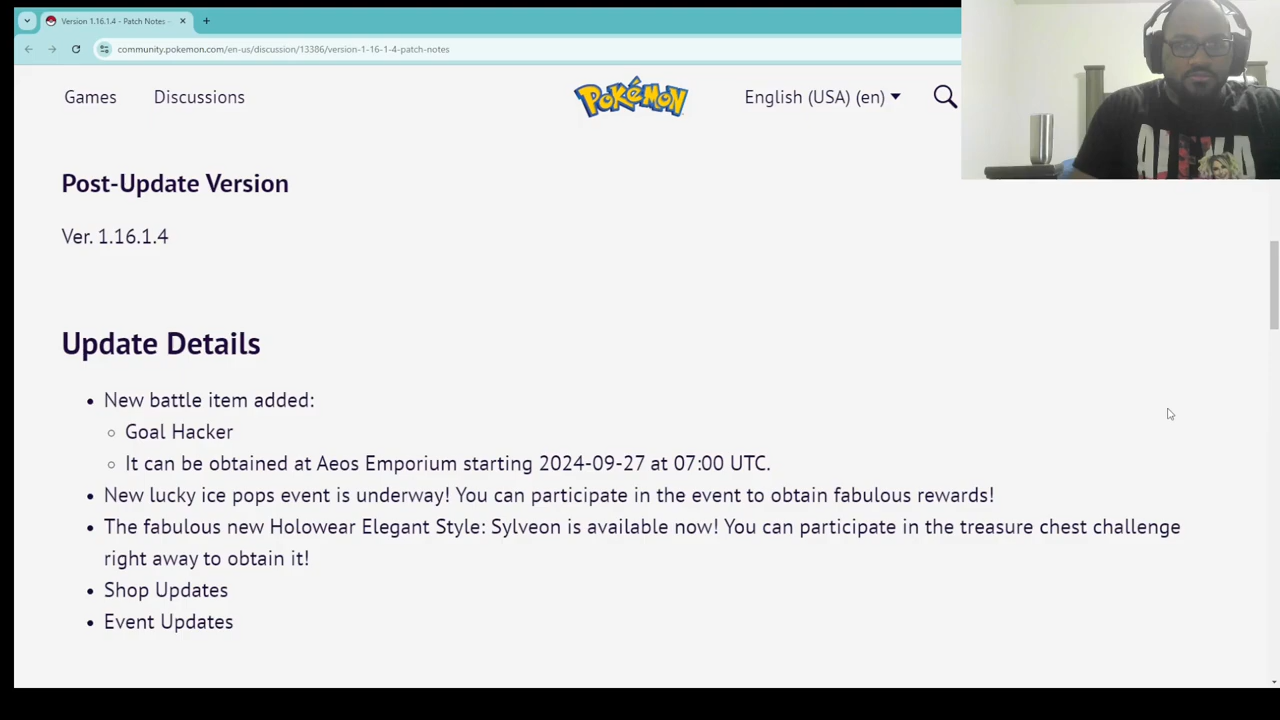 Version 1.16.1.4 - Patch Notes -
community.pokemon.com/en-us/discussion/13386/version-1-16-1-4-patch-notes
Games Discussions POKéMON English (USA) (en)
Post-Update Version
Ver. 1.16.1.4
Update Details
• New battle item added:
○ Goal Hacker
○ It can be obtained at Aeos Emporium starting 2024-09-27 at 07:00 UTC.
• New lucky ice pops event is underway! You can participate in the event to obtain fabulous rewards!
• The fabulous new Holowear Elegant Style: Sylveon is available now! You can participate in the treasure chest challenge
right away to obtain it!
• Shop Updates
• Event Updates